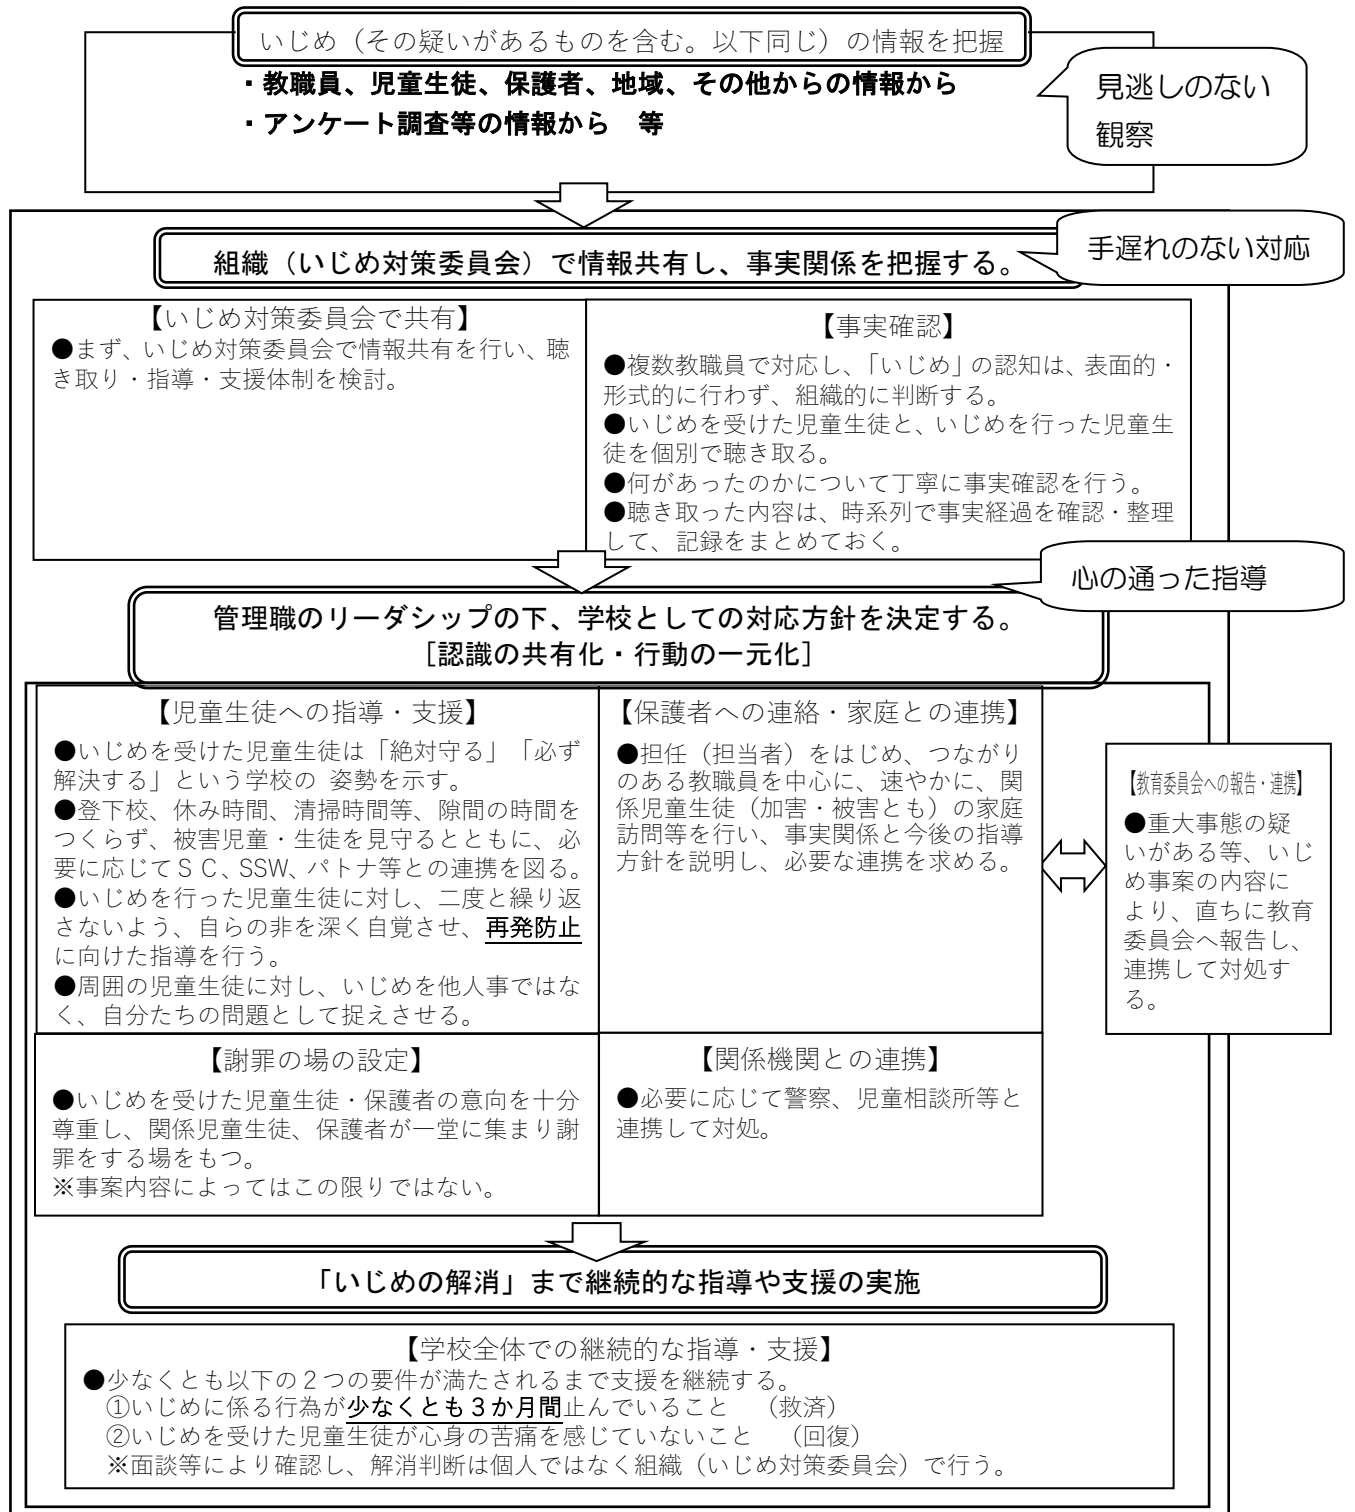 いじめ（その疑いがあるものを含む。以下同じ）の情報を把握
・教職員、児童生徒、保護者、地域、その他からの情報から
・アンケート調査等の情報から　等
見逃しのない
観察
組織（いじめ対策委員会）で情報共有し、事実関係を把握する。
手遅れのない対応
【いじめ対策委員会で共有】
●まず、いじめ対策委員会で情報共有を行い、聴
き取り・指導・支援体制を検討。
【事実確認】
●複数教職員で対応し、「いじめ」の認知は、表面的・
形式的に行わず、組織的に判断する。
●いじめを受けた児童生徒と、いじめを行った児童生
徒を個別で聴き取る。
●何があったのかについて丁寧に事実確認を行う。
●聴き取った内容は、時系列で事実経過を確認・整理
して、記録をまとめておく。
心の通った指導
管理職のリーダシップの下、学校としての対応方針を決定する。
［認識の共有化・行動の一元化］
【児童生徒への指導・支援】
●いじめを受けた児童生徒は「絶対守る」「必ず
解決する」という学校の 姿勢を示す。
●登下校、休み時間、清掃時間等、隙間の時間を
つくらず、被害児童・生徒を見守るとともに、必
要に応じてＳＣ、SSW、パトナ等との連携を図る。
●いじめを行った児童生徒に対し、二度と繰り返
さないよう、自らの非を深く自覚させ、再発防止
に向けた指導を行う。
●周囲の児童生徒に対し、いじめを他人事ではな
く、自分たちの問題として捉えさせる。
【保護者への連絡・家庭との連携】
●担任（担当者）をはじめ、つながり
のある教職員を中心に、速やかに、関
係児童生徒（加害・被害とも）の家庭
訪問等を行い、事実関係と今後の指導
方針を説明し、必要な連携を求める。
【教育委員会への報告・連携】
●重大事態の疑
いがある等、いじ
め事案の内容に
より、直ちに教育
委員会へ報告し、
連携して対処す
る。
【謝罪の場の設定】
●いじめを受けた児童生徒・保護者の意向を十分
尊重し、関係児童生徒、保護者が一堂に集まり謝
罪をする場をもつ。
※事案内容によってはこの限りではない。
【関係機関との連携】
●必要に応じて警察、児童相談所等と
連携して対処。
「いじめの解消」まで継続的な指導や支援の実施
【学校全体での継続的な指導・支援】
●少なくとも以下の２つの要件が満たされるまで支援を継続する。
①いじめに係る行為が少なくとも３か月間止んでいること　（救済）
②いじめを受けた児童生徒が心身の苦痛を感じていないこと　（回復）
※面談等により確認し、解消判断は個人ではなく組織（いじめ対策委員会）で行う。